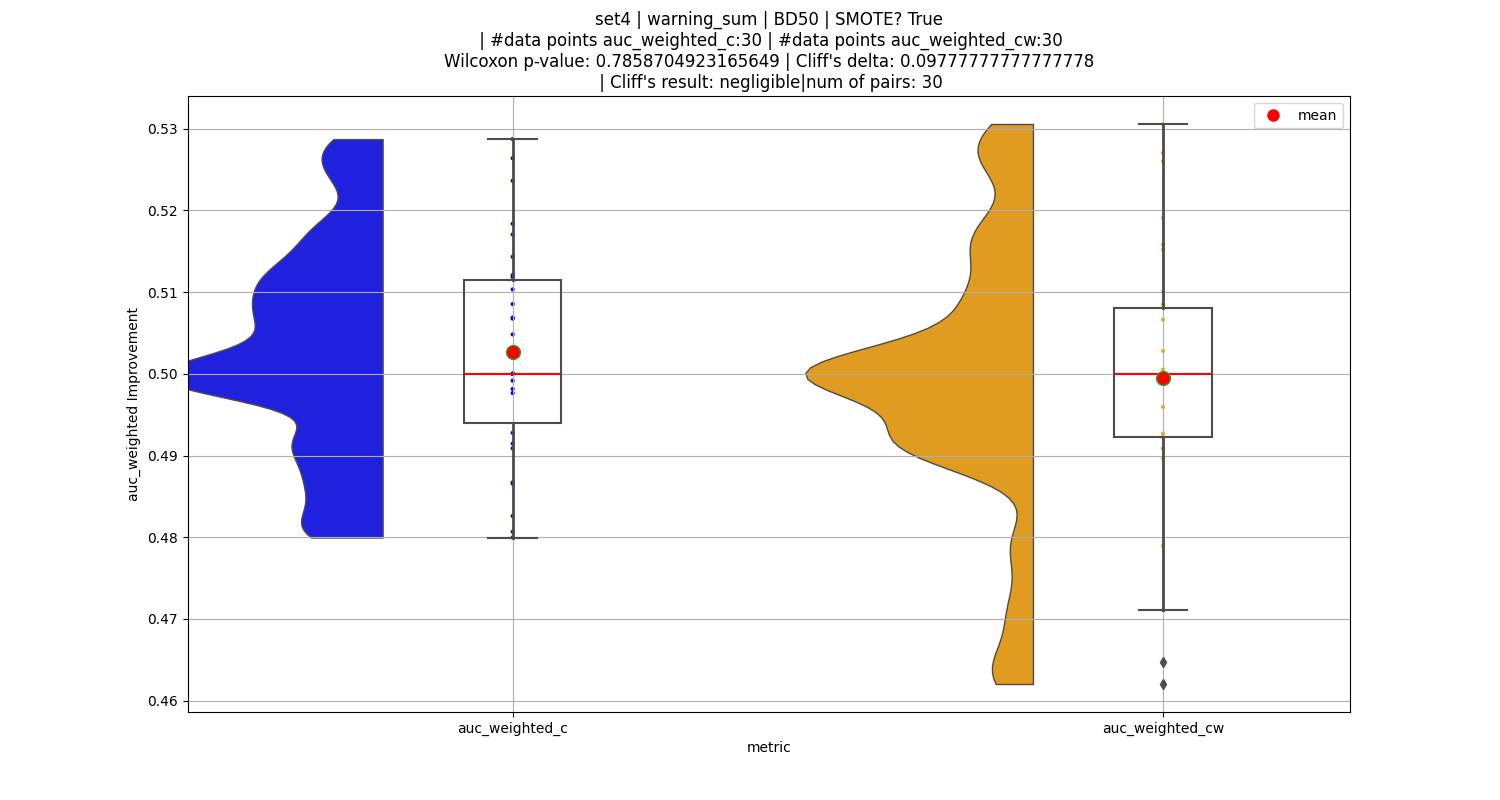 set4 | warning_sum | BD50 | SMOTE? True
| #data points auc_weighted_c:30 | #data points auc_weighted_cw:30
Wilcoxon p-value: 0.7858704923165649 | Cliff's delta: 0.09777777777777778
| Cliff's result: negligible|num of pairs: 30
mean
auc_weighted Improvement
0.53
0.52
0.51
0.50
0.49
0.48
0.47
0.46
auc_weighted_c
auc_weighted_cw
metric